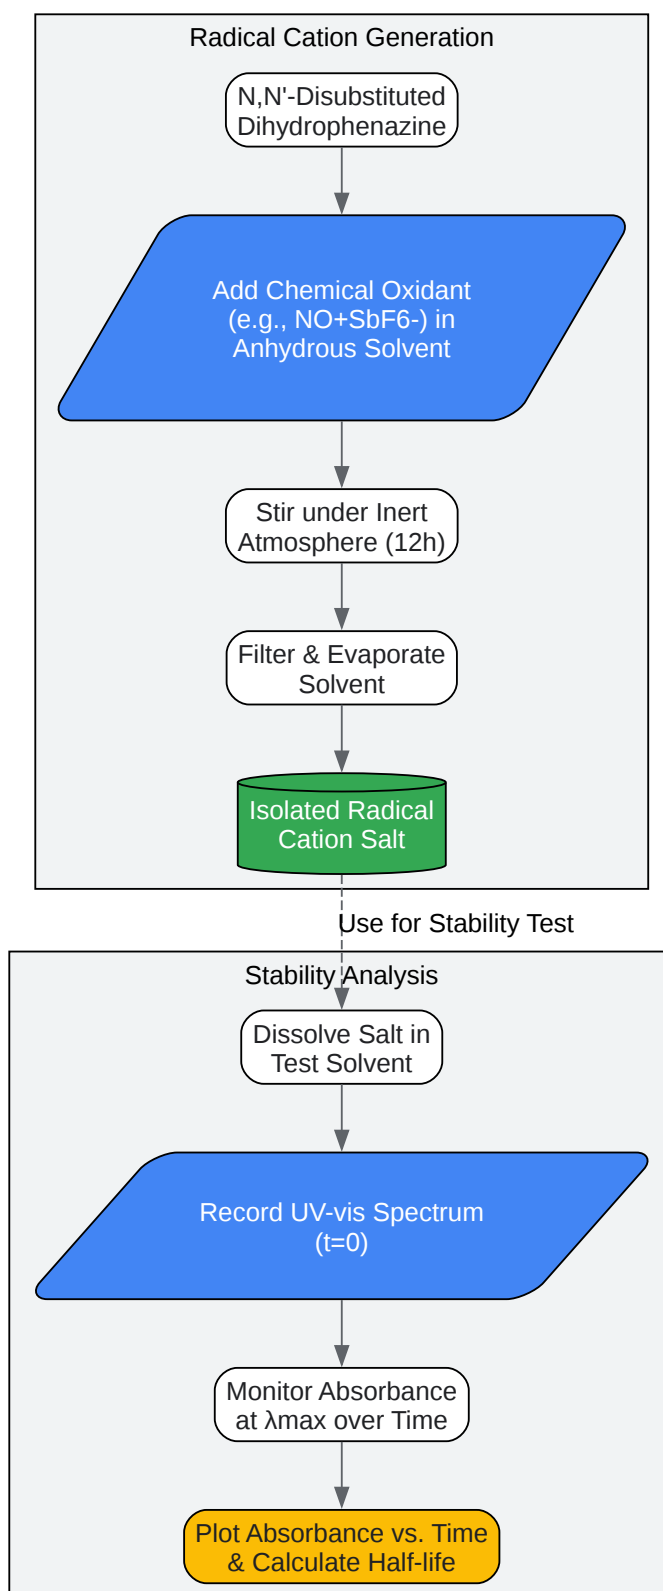 Radical Cation Generation
N,N'-Disubstituted
Dihydrophenazine
Add Chemical Oxidant
(e.g., NO+SbF6-) in
Anhydrous Solvent
Stir under Inert
Atmosphere (12h)
Filter & Evaporate
Solvent
Isolated Radical
Cation Salt
Use for Stability Test
Stability Analysis
Dissolve Salt in
Test Solvent
Record UV-vis Spectrum
(t=0)
Monitor Absorbance
at λmax over Time
Plot Absorbance vs. Time
& Calculate Half-life